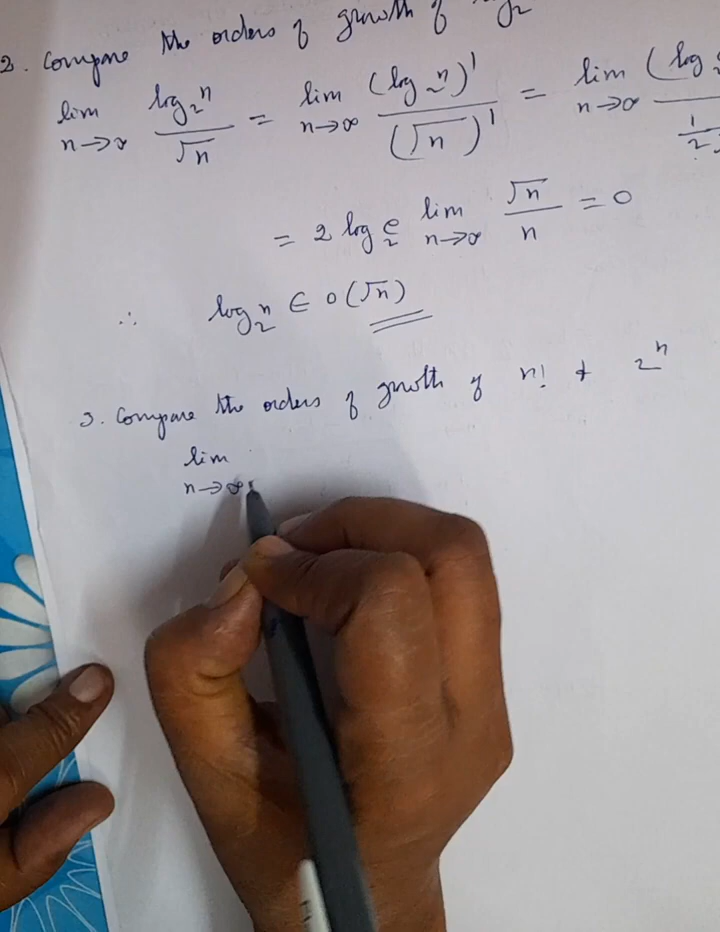 2. Compare the orders of growth of
lim n→∞ log₂n / √n = lim n→∞ (log₂n)' / (√n)' = lim n→∞ (log
= 2 log₂e lim n→∞ √n / n = 0
∴ log₂n ∈ O(√n)
3. Compare the orders of growth of n! & 2ⁿ
lim n→∞